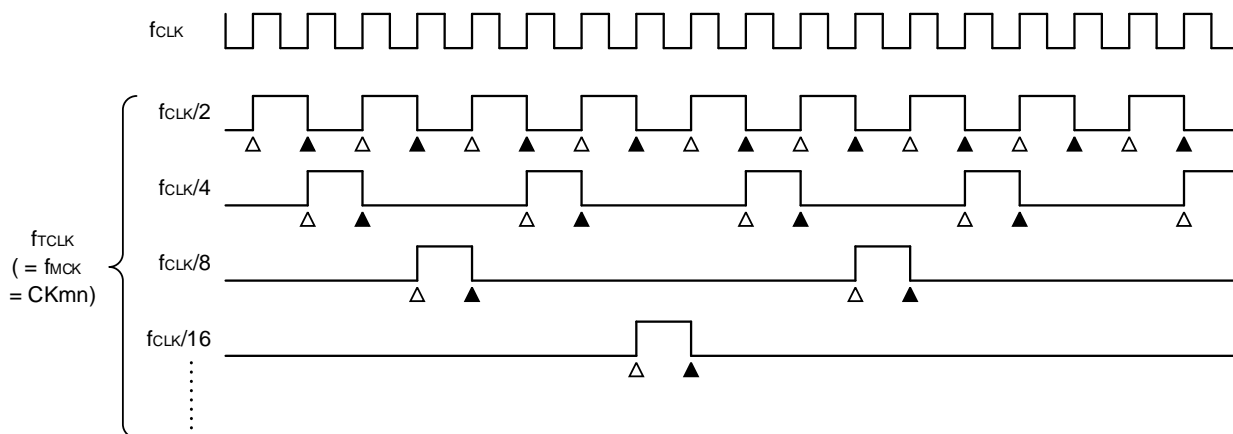 fCLK
fCLK/2
fCLK/4
fTCLK
( = fMCK
= CKmn)
fCLK/8
fCLK/16